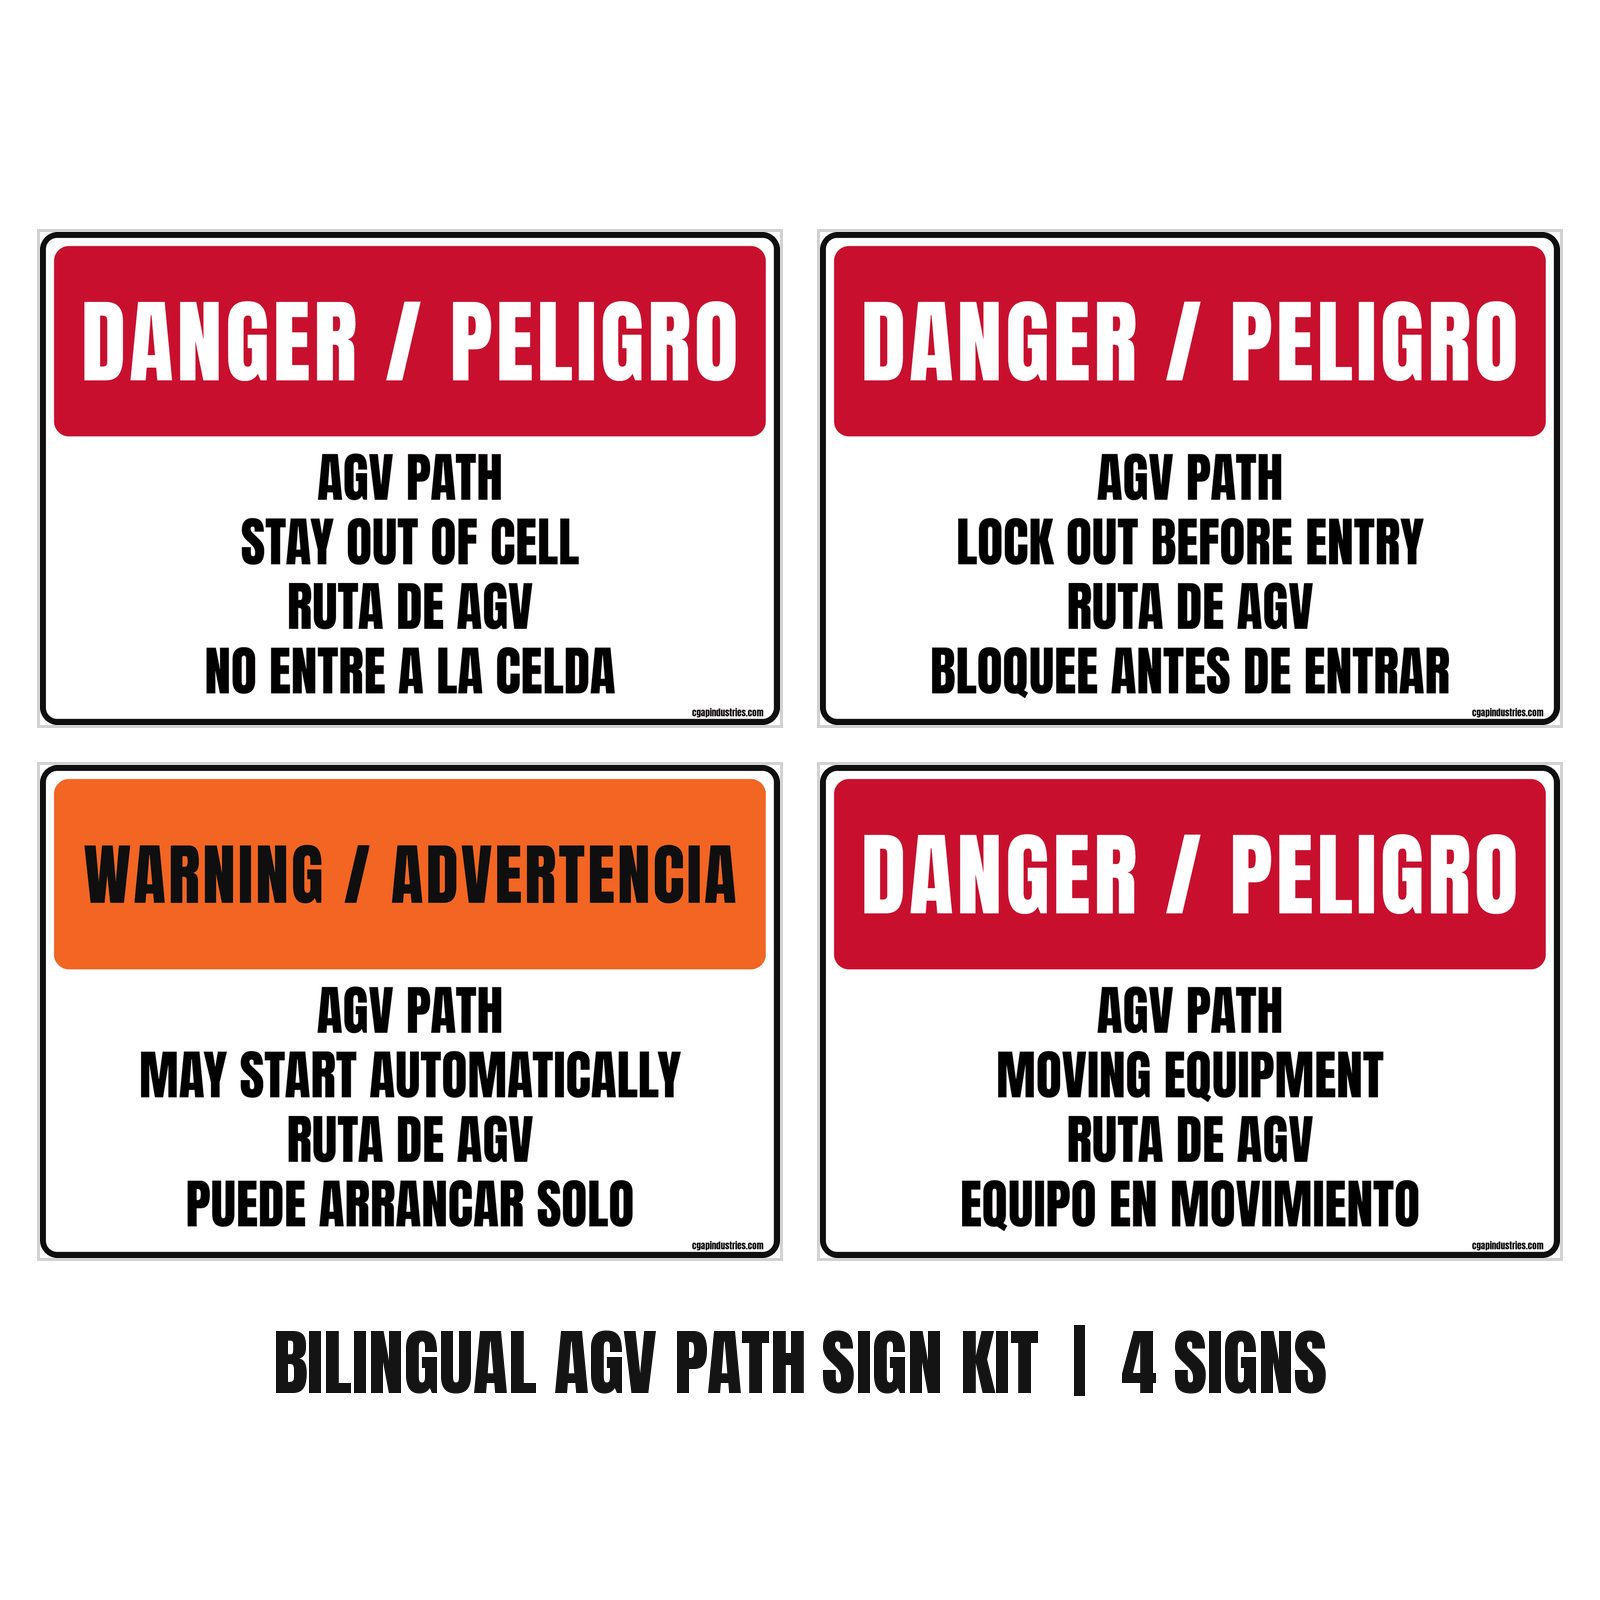 DANGER / PELIGRO
AGV PATH
STAY OUT OF CELL
RUTA DE AGV
NO ENTRE A LA CELDA
cgapindustries.com
DANGER / PELIGRO
AGV PATH
LOCK OUT BEFORE ENTRY
RUTA DE AGV
BLOQUEE ANTES DE ENTRAR
cgapindustries.com
WARNING / ADVERTENCIA
AGV PATH
MAY START AUTOMATICALLY
RUTA DE AGV
PUEDE ARRANCAR SOLO
cgapindustries.com
DANGER / PELIGRO
AGV PATH
MOVING EQUIPMENT
RUTA DE AGV
EQUIPO EN MOVIMIENTO
cgapindustries.com
BILINGUAL AGV PATH SIGN KIT | 4 SIGNS